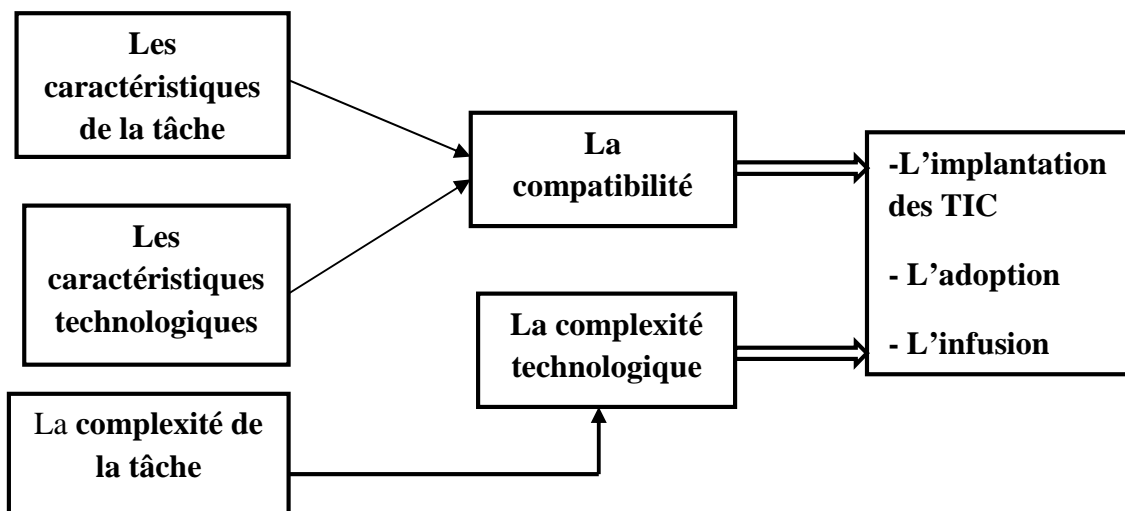 Les
caractéristiques
de la tâche
Les
caractéristiques
technologiques
La complexité de
la tâche
La
compatibilité
La complexité
technologique
-L’implantation
des TIC
- L’adoption
- L’infusion